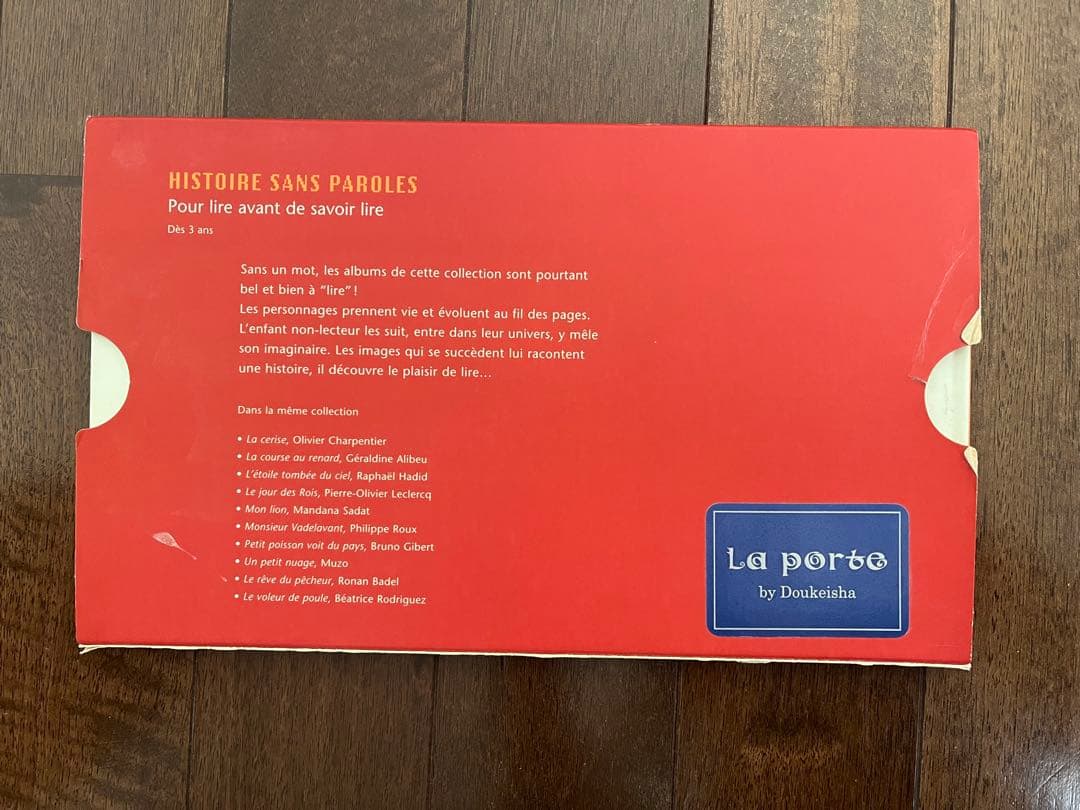 HISTOIRE SANS PAROLES
Pour lire avant de savoir lire
Dès 3 ans
Sans un mot, les albums de cette collection sont pourtant
bel et bien à "lire" !
Les personnages prennent vie et évoluent au fil des pages.
L'enfant non-lecteur les suit, entre dans leur univers, y mêle
son imaginaire. Les images qui se succèdent lui racontent
une histoire, il découvre le plaisir de lire...
Dans la même collection
• La cerise, Olivier Charpentier
• La course au renard, Géraldine Alibeu
• L'étoile tombée du ciel, Raphaël Hadid
• Le jour des Rois, Pierre-Olivier Leclercq
• Mon lion, Mandana Sadat
• Monsieur Vadelavant, Philippe Roux
• Petit poisson voit du pays, Bruno Gibert
• Un petit nuage, Muzo
• Le rêve du pêcheur, Ronan Badel
• Le voleur de poule, Béatrice Rodriguez
La porte
by Doukeisha